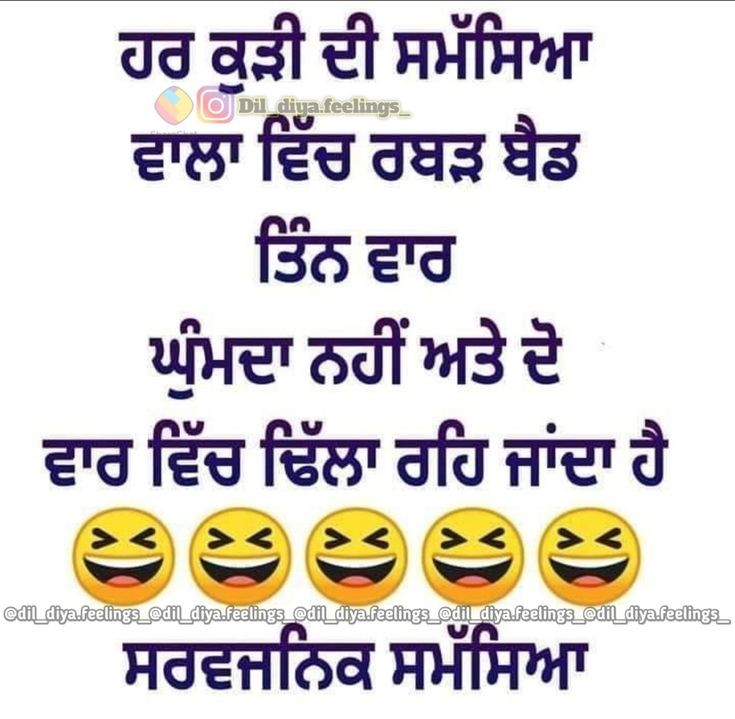 ਹਰ ਕੁੜੀ ਦੀ ਸਮੱਸਿਆ
Dil_diya.feelings_
ਵਾਲਾ ਵਿੱਚ ਰਬੜ ਬੈਡ
ਤਿੰਨ ਵਾਰ
ਘੁੰਮਦਾ ਨਹੀਂ ਅਤੇ ਦੋ
ਵਾਰ ਵਿੱਚ ਢਿੱਲਾ ਰਹਿ ਜਾਂਦਾ ਹੈ
@dil_diya.feelings_@dil_diya.feelings_@dil_diya.feelings_@dil_diya.feelings_@dil_diya.feelings_
ਸਰਵਜਨਿਕ ਸਮੱਸਿਆ